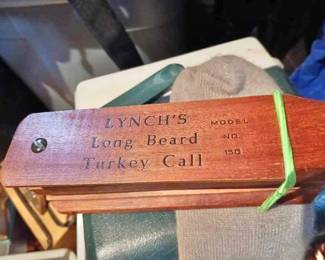 LYNCH'S
Long Beard
Turkey Call
MODEL
NO.
150